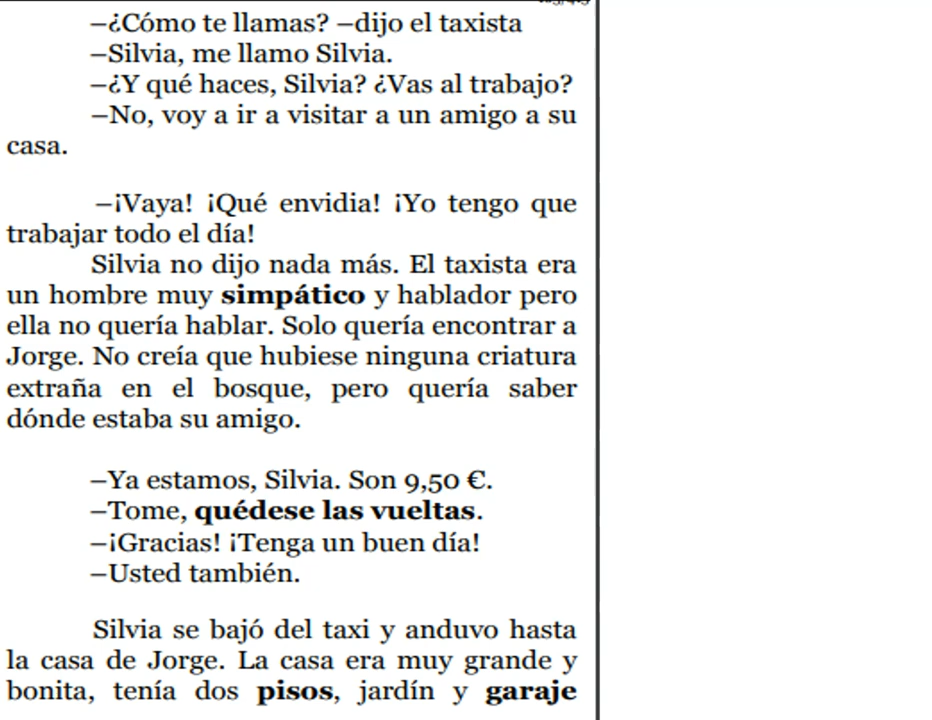 –¿Cómo te llamas? –dijo el taxista
–Silvia, me llamo Silvia.
–¿Y qué haces, Silvia? ¿Vas al trabajo?
–No, voy a ir a visitar a un amigo a su
casa.
–¡Vaya! ¡Qué envidia! ¡Yo tengo que
trabajar todo el día!
Silvia no dijo nada más. El taxista era
un hombre muy simpático y hablador pero
ella no quería hablar. Solo quería encontrar a
Jorge. No creía que hubiese ninguna criatura
extraña en el bosque, pero quería saber
dónde estaba su amigo.
–Ya estamos, Silvia. Son 9,50 €.
–Tome, quédese las vueltas.
–¡Gracias! ¡Tenga un buen día!
–Usted también.
Silvia se bajó del taxi y anduvo hasta
la casa de Jorge. La casa era muy grande y
bonita, tenía dos pisos, jardín y garaje